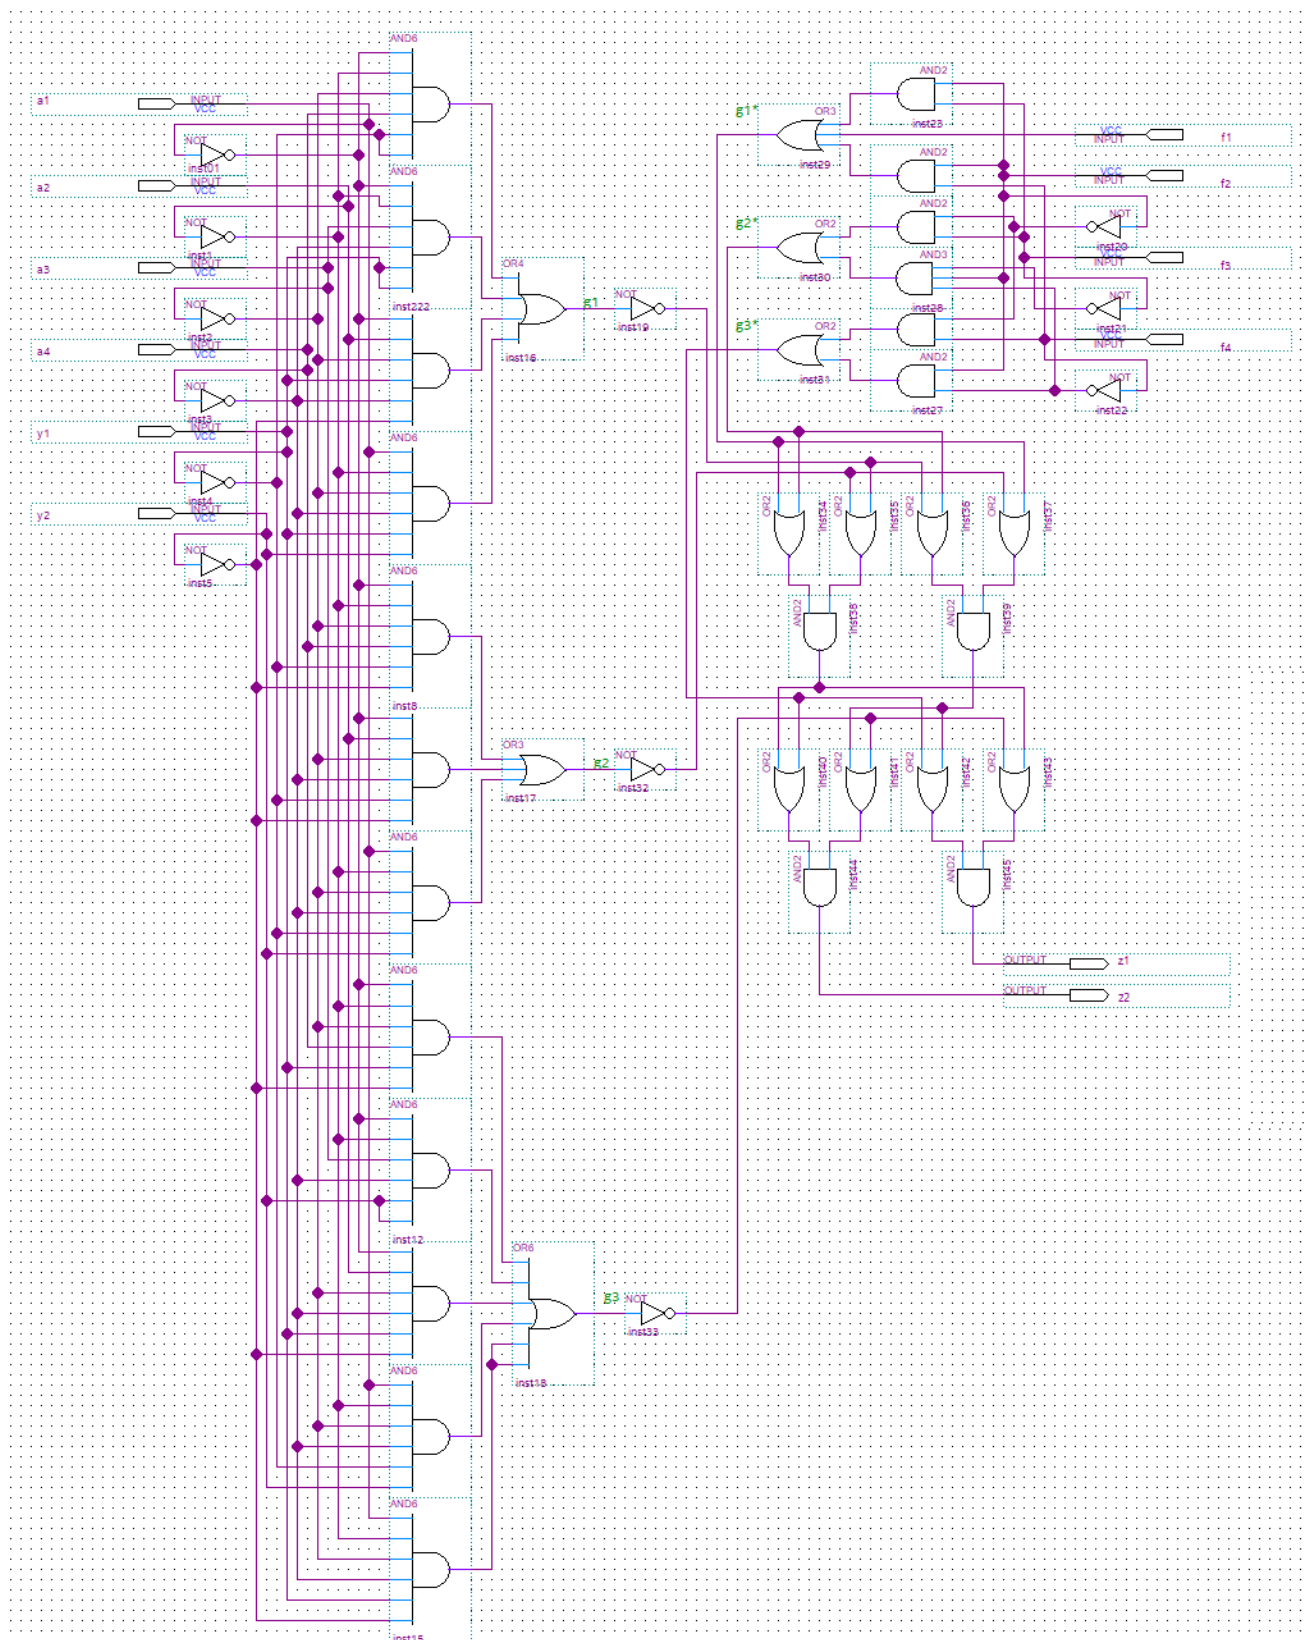 AND6
a1
INPUT
VCC
NOT
inst01
a2
INPUT
VCC
AND6
NOT
inst1
a3
INPUT
VCC
NOT
inst2
inst222
a4
INPUT
VCC
NOT
inst3
y1
INPUT
VCC
AND6
NOT
inst4
y2
INPUT
VCC
NOT
inst5
AND6
inst8
AND6
AND6
AND6
inst12
AND6
AND6
inst15
OR4
inst16
g1
NOT
inst19
OR3
inst17
g2
NOT
inst32
OR6
inst18
g3
NOT
inst33
AND2
inst23
g1*
OR3
inst29
VCC
INPUT
f1
AND2
VCC
INPUT
f2
AND2
g2*
OR2
inst30
NOT
inst20
AND3
inst28
VCC
INPUT
f3
NOT
inst21
g3*
OR2
inst31
VCC
INPUT
f4
AND2
inst27
NOT
inst22
OR2
inst34
OR2
inst35
OR2
inst36
OR2
inst37
AND2
inst38
AND2
inst39
OR2
inst40
OR2
inst41
OR2
inst42
OR2
inst43
AND2
inst44
AND2
inst45
OUTPUT
z1
OUTPUT
z2